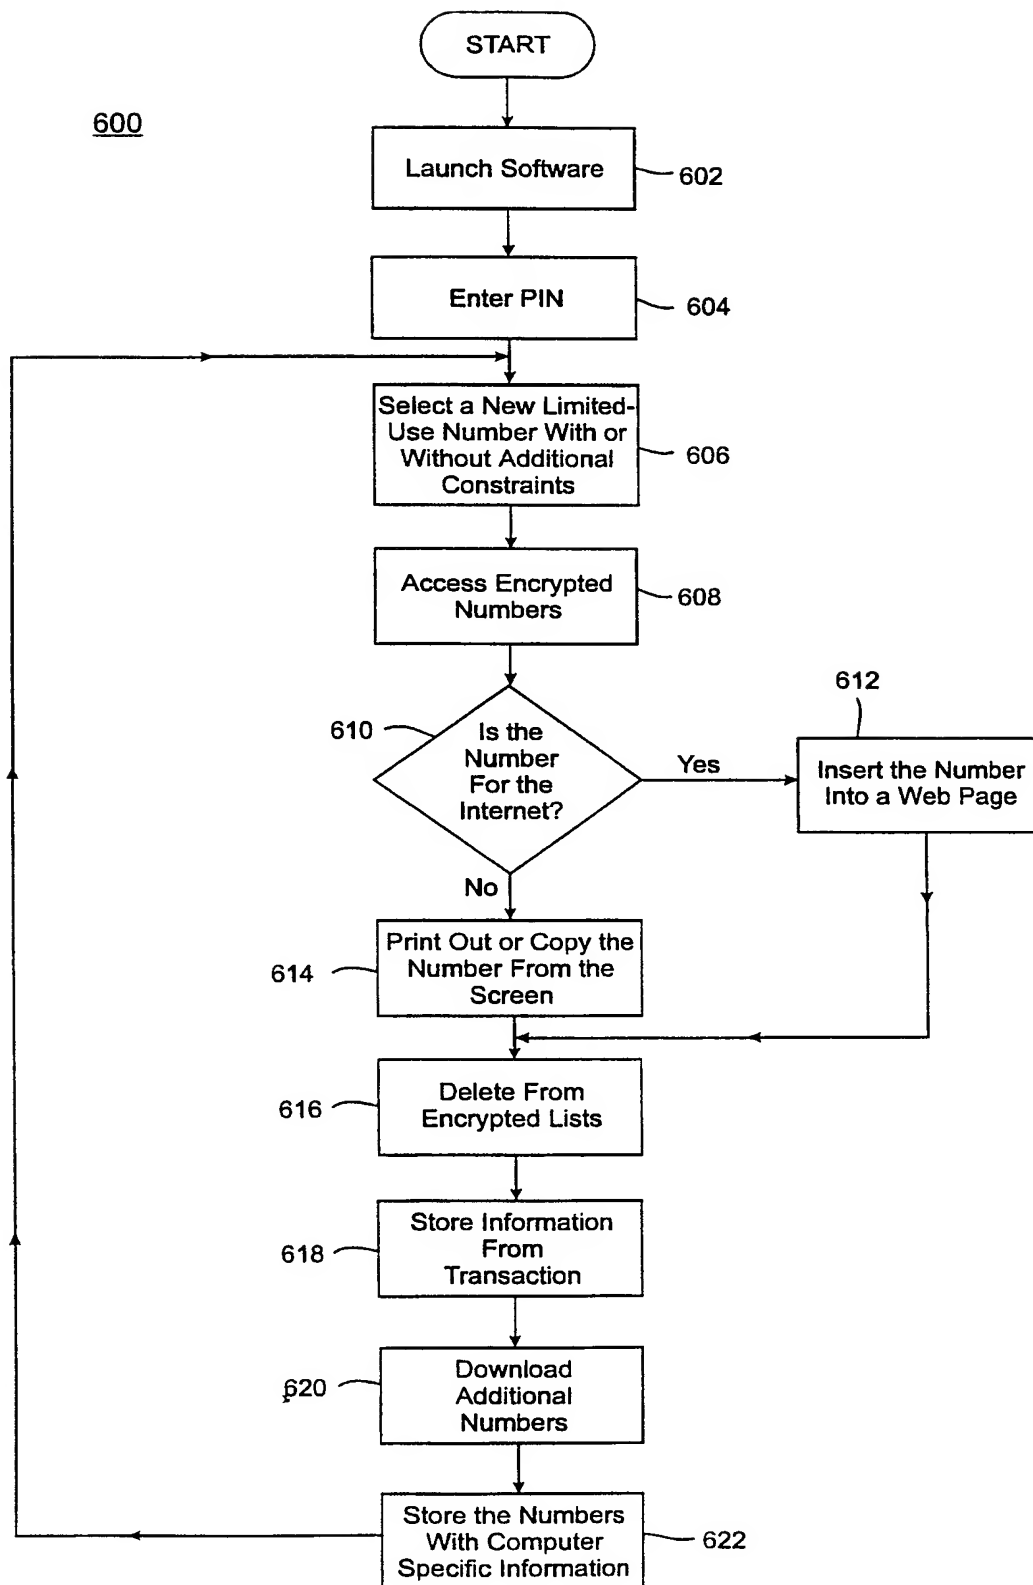 START
600
Launch Software
602
Enter PIN
604
Select a New Limited-
Use Number With or
Without Additional
Constraints
606
Access Encrypted
Numbers
608
610
Is the
Number
For the
Internet?
Yes
612
Insert the Number
Into a Web Page
No
614
Print Out or Copy the
Number From the
Screen
616
Delete From
Encrypted Lists
618
Store Information
From
Transaction
620
Download
Additional
Numbers
Store the Numbers
With Computer
Specific Information
622